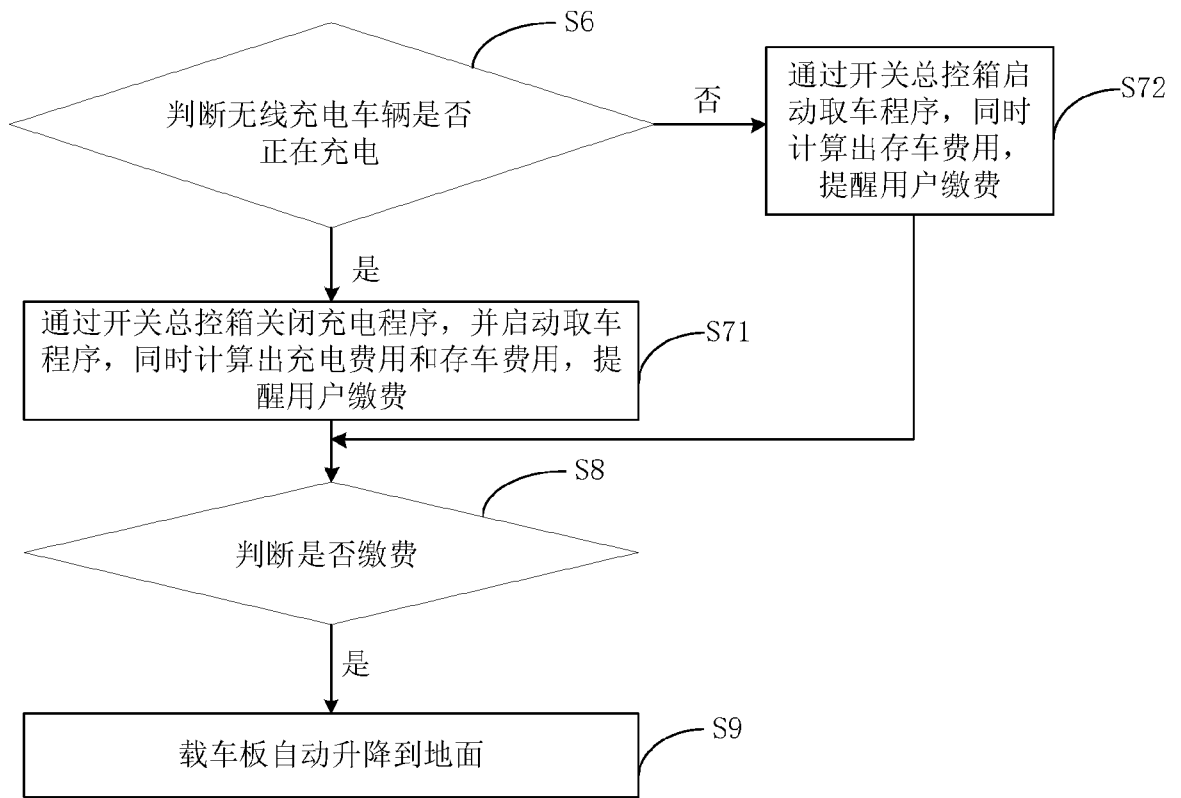 S6
判断无线充电车辆是否
正在充电
否
通过开关总控箱启
动取车程序，同时
计算出存车费用，
提醒用户缴费
S72
是
通过开关总控箱关闭充电程序，并启动取车
程序，同时计算出充电费用和存车费用，提
醒用户缴费
S71
S8
判断是否缴费
是
载车板自动升降到地面
S9